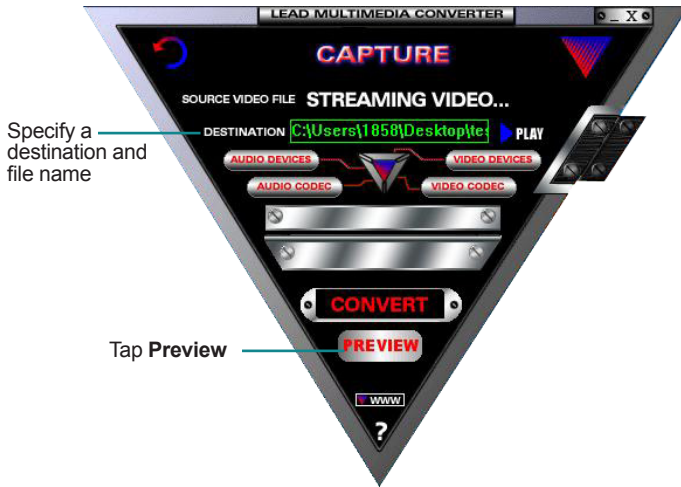 LEAD MULTIMEDIA CONVERTER
_ X
CAPTURE
SOURCE VIDEO FILE STREAMING VIDEO...
DESTINATION C:\Users\1858\Desktop\tes PLAY
Specify a
destination and
file name
AUDIO DEVICES VIDEO DEVICES
AUDIO CODEC VIDEO CODEC
CONVERT
Tap Preview
PREVIEW
WWW
?